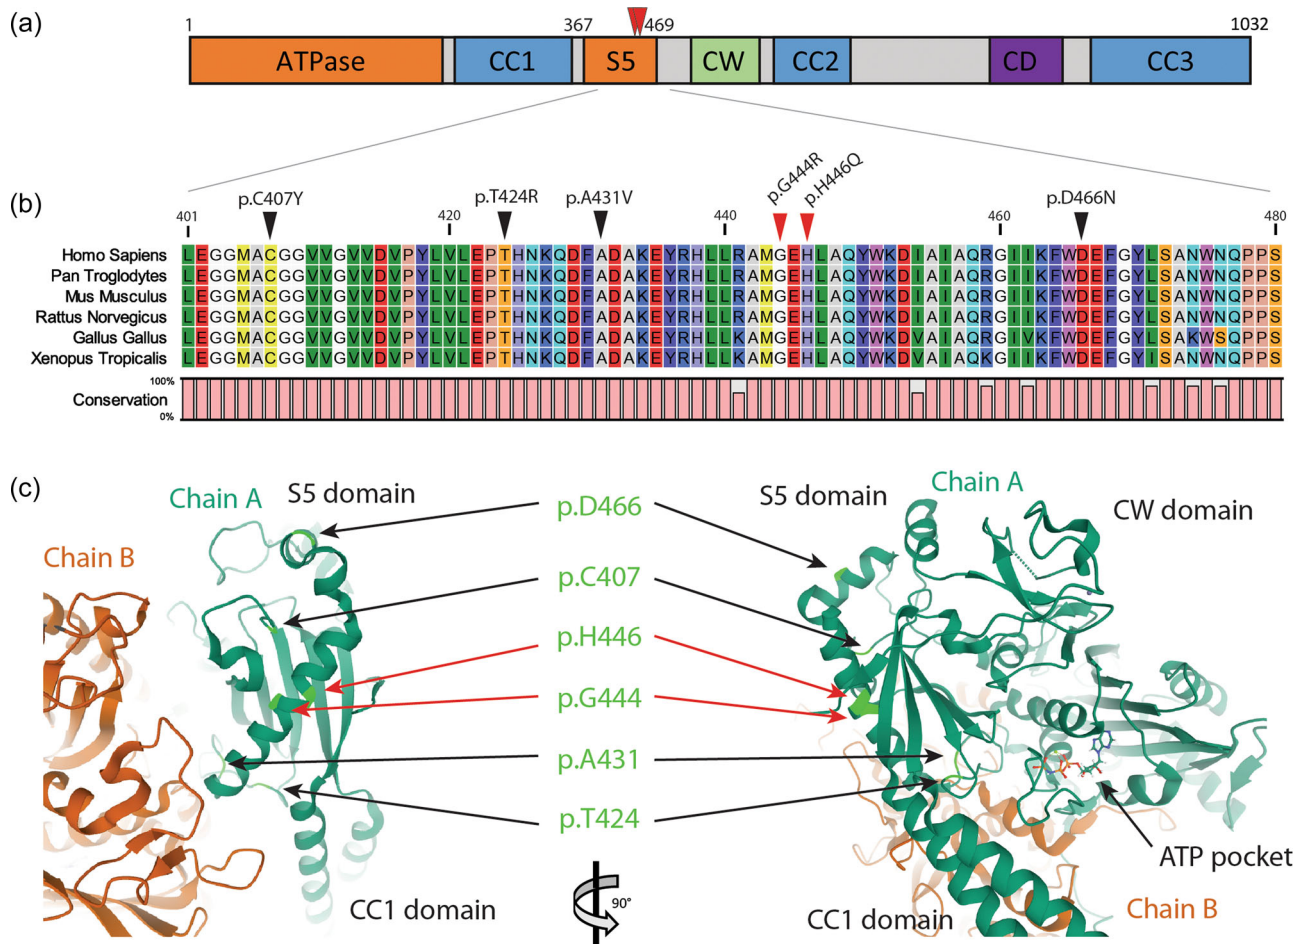 (a)
1 367 469 1032
ATPase CC1 S5 CW CC2 CD CC3
(b)
p.C407Y p.T424R p.A431V p.G444R p.H446Q p.D466N
401 420 440 460 480
Homo Sapiens LEGGMACGGVVGVVDVPYLVLEPTHNKQDFADAKEYRHLLRAMGEHLAQYWKDIAIAQRGIIKFWDEFGYLSANWNQPPS
Pan Troglodytes LEGGMACGGVVGVVDVPYLVLEPTHNKQDFADAKEYRHLLRAMGEHLAQYWKDIAIAQRGIIKFWDEFGYLSANWNQPPS
Mus Musculus LEGGMACGGVVGVVDVPYLVLEPTHNKQDFADAKEYRHLLRAMGEHLAQYWKDIAIAQRGIIKFWDEFGYLSANWNQPPS
Rattus Norvegicus LEGGMACGGVVGVVDVPYLVLEPTHNKQDFADAKEYRHLLRAMGEHLAQYWKDIAIAQRGIIKFWDEFGYLSANWNQPPS
Gallus Gallus LEGGMACGGVVGVVDVPYLVLEPTHNKQDFADAKEYRHLLKAMGEHLAQYWKDIAIAQRGIVKFWDEFGYLSAKWSQPPS
Xenopus Tropicalis LEGGMACGGVVGVVDVPYLVLEPTHNKQDFADAKEYRHLLKAMGEHLAQYWKDVAIAQKGIIKFWDEFGYISAKWNQPPS
100%
Conservation
0%
(c)
Chain A S5 domain
Chain B
CC1 domain
p.D466
p.C407
p.H446
p.G444
p.A431
p.T424
90°
S5 domain Chain A
CW domain
ATP pocket
CC1 domain Chain B